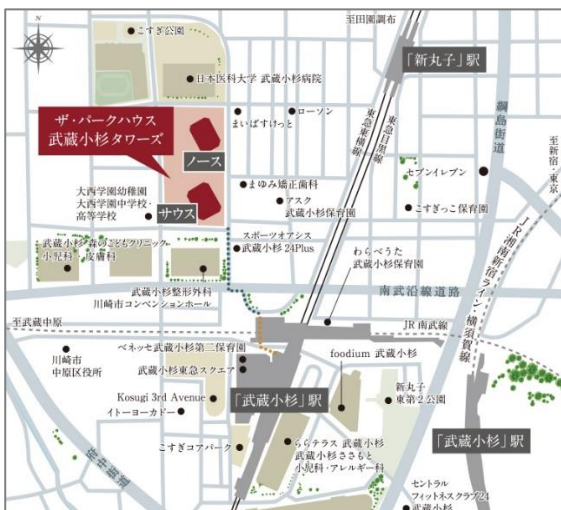 至田園調布
こすぎ公園
「新丸子」駅
日本医科大学 武蔵小杉病院
東急東横線
東急目黒線
綱島街道
ザ・パークハウス
武蔵小杉タワーズ
ローソン
まいばすけっと
至新宿・東京
ノース
セブンイレブン
まゆみ矯正歯科
大西学園幼稚園
大西学園中学校・
高等学校
アスク
武蔵小杉保育園
サウス
こすぎっこ保育園
JR湘南新宿ライン・横須賀線
スポーツオアシス
武蔵小杉24Plus
武蔵小杉 森のこどもクリニック
小児科・皮膚科
わらべうた
武蔵小杉保育園
武蔵小杉整形外科
川崎市コンベンションホール
南武沿線道路
至武蔵中原
JR南武線
ベネッセ武蔵小杉第二保育園
foodium 武蔵小杉
川崎市
中原区役所
武蔵小杉東急スクエア
Kosugi 3rd Avenue
「武蔵小杉」駅
新丸子
東第2公園
イトーヨーカドー
「武蔵小杉」駅
府中街道
こすぎコアパーク
ららテラス 武蔵小杉
武蔵小杉ささもと
小児科・アレルギー科
セントラル
フィットネスクラブ24
武蔵小杉